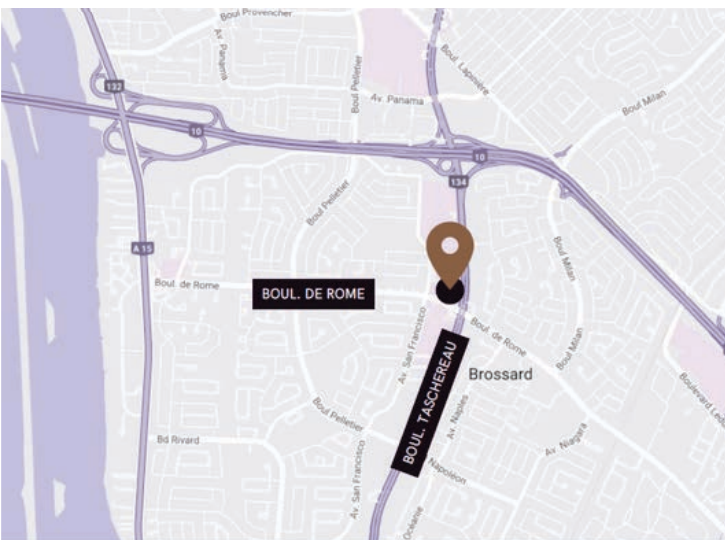 Boul Provencher
Av. Panama
Boul Pelletier
Boul. Lapinière
132
Av. Panama
Boul Milan
10
10
134
Boul Pelletier
A 15
Boul Milan
Boul. de Rome
BOUL. DE ROME
Boul. de Rome
Av. San Francisco
BOUL. TASCHEREAU
Boul Milan
Brossard
Boul Pelletier
Av. Naples
Bd Rivard
Av. Niagara
Napoléon
Av. San Francisco
Océanie